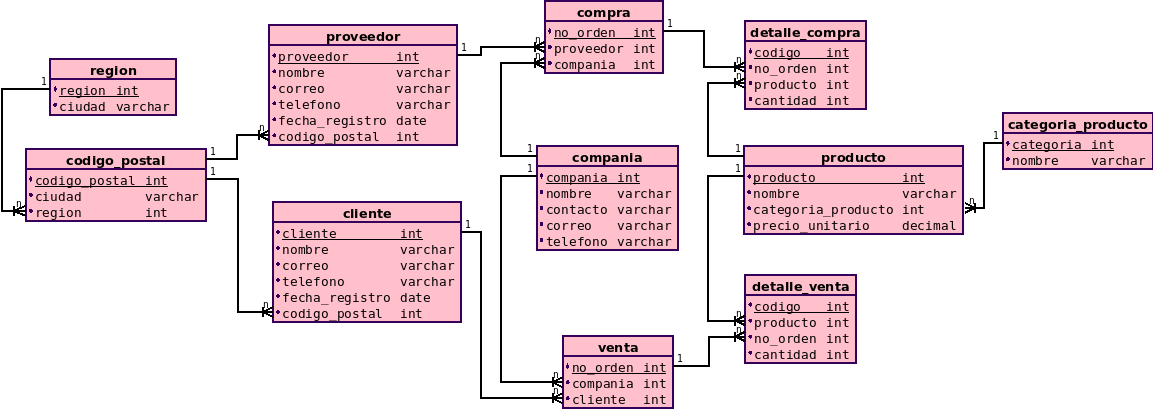 region
region int
ciudad varchar
codigo_postal
codigo_postal int
ciudad varchar
region int
proveedor
proveedor int
nombre varchar
correo varchar
telefono varchar
fecha_registro date
codigo_postal int
cliente
cliente int
nombre varchar
correo varchar
telefono varchar
fecha_registro date
codigo_postal int
compra
no_orden int
proveedor int
compania int
compania
compania int
nombre varchar
contacto varchar
correo varchar
telefono varchar
venta
no_orden int
compania int
cliente int
detalle_compra
codigo int
no_orden int
producto int
cantidad int
producto
producto int
nombre varchar
categoria_producto int
precio_unitario decimal
detalle_venta
codigo int
producto int
no_orden int
cantidad int
categoria_producto
categoria int
nombre varchar
1
n
1
n
1
n
1
n
1
n
1
n
1
n
1
n
1
n
1
n
1
n
1
n